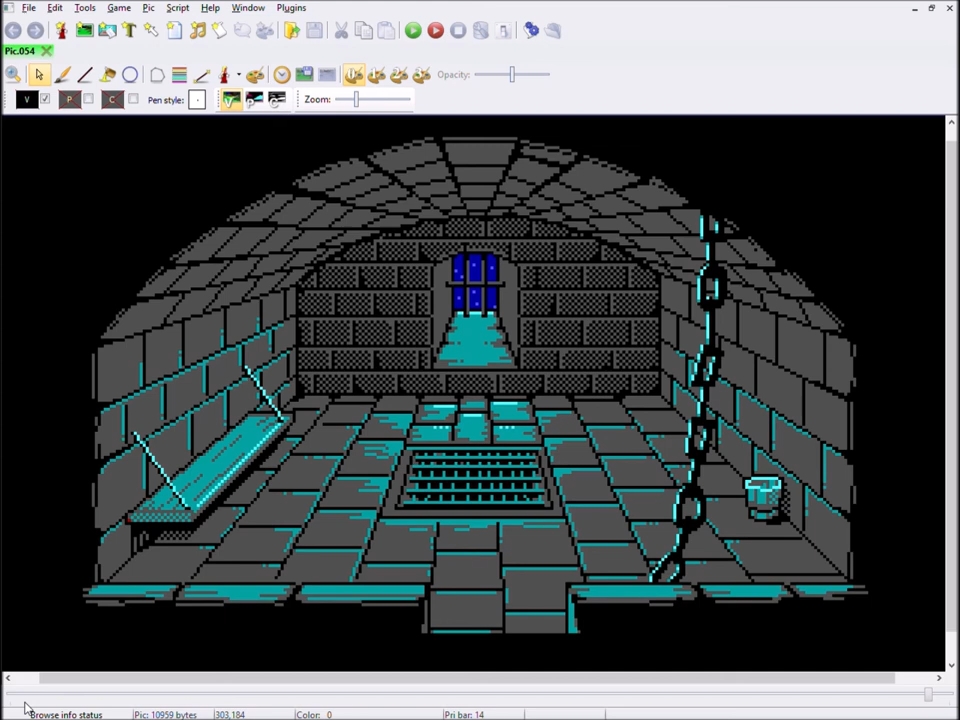 File Edit Tools Game Pic Script Help Window Plygins
Pic.054
Opacity:
V P C Pen style: V P C Zoom:
Browse info status Pic: 10959 bytes 303,184 Color: 0 Pri bar: 14